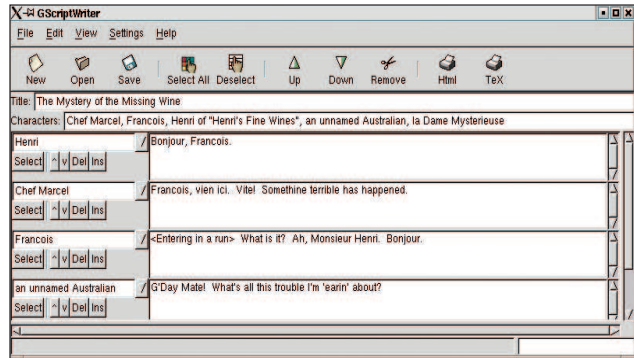 GScriptWriter
File Edit View Settings Help
New Open Save Select All Deselect Up Down Remove Html TeX
Title: The Mystery of the Missing Wine
Characters: Chef Marcel, Francois, Henri of "Henri's Fine Wines", an unnamed Australian, la Dame Mysterieuse
Henri / Bonjour, Francois.
Select ^ v Del Ins
Chef Marcel / Francois, vien ici. Vite! Somethine terrible has happened.
Select ^ v Del Ins
Francois / <Entering in a run> What is it? Ah, Monsieur Henri. Bonjour.
Select ^ v Del Ins
an unnamed Australian / G'Day Mate! What's all this trouble I'm 'earin' about?
Select ^ v Del Ins